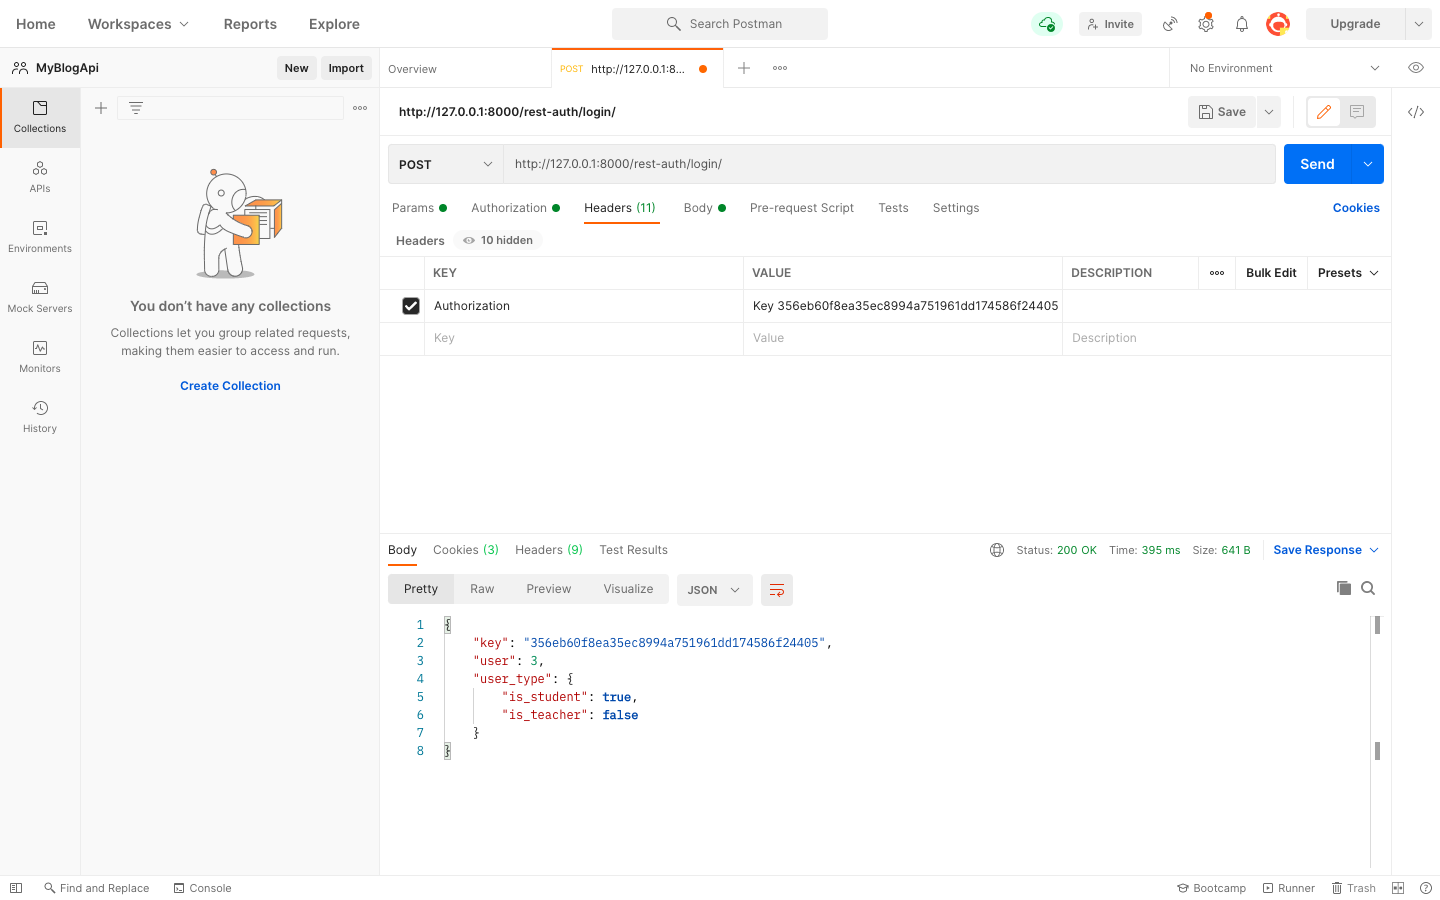 Home
Workspaces
Reports
Explore
Search Postman
Invite
Upgrade
MyBlogApi
New
Import
Overview
POST http://127.0.0.1:8...
No Environment
Collections
APIs
Environments
Mock Servers
Monitors
History
You don't have any collections
Collections let you group related requests,
making them easier to access and run.
Create Collection
http://127.0.0.1:8000/rest-auth/login/
Save
POST
http://127.0.0.1:8000/rest-auth/login/
Send
Params
Authorization
Headers (11)
Body
Pre-request Script
Tests
Settings
Cookies
Headers
10 hidden
KEY
VALUE
DESCRIPTION
Bulk Edit
Presets
Authorization
Key 356eb60f8ea35ec8994a751961dd174586f24405
Key
Value
Description
Body
Cookies (3)
Headers (9)
Test Results
Status: 200 OK
Time: 395 ms
Size: 641 B
Save Response
Pretty
Raw
Preview
Visualize
JSON
1 {
2 "key": "356eb60f8ea35ec8994a751961dd174586f24405",
3 "user": 3,
4 "user_type": {
5 "is_student": true,
6 "is_teacher": false
7 }
8 }
Find and Replace
Console
Bootcamp
Runner
Trash